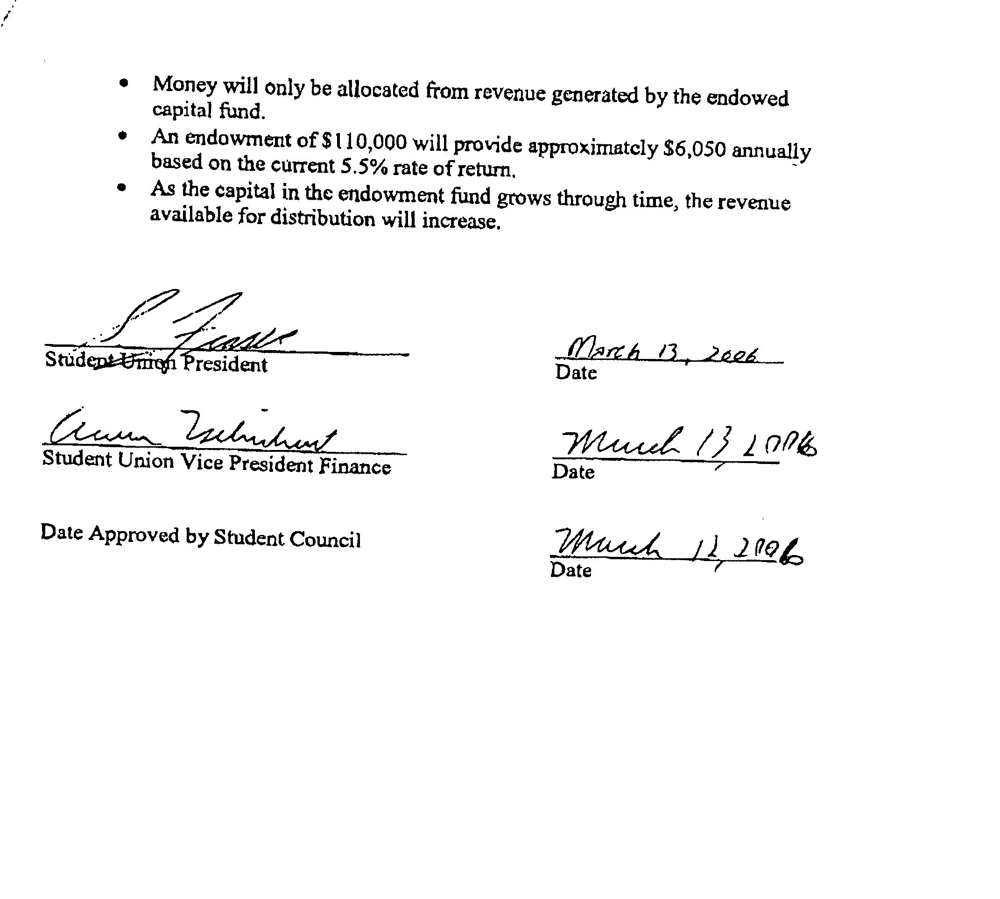 • Money will only be allocated from revenue generated by the endowed
capital fund.
• An endowment of $110,000 will provide approximately $6,050 annually
based on the current 5.5% rate of return.
• As the capital in the endowment fund grows through time, the revenue
available for distribution will increase.
March 13, 2006
Student Union President
Date
March 13, 2006
Student Union Vice President Finance
Date
Date Approved by Student Council
March 12, 2006
Date